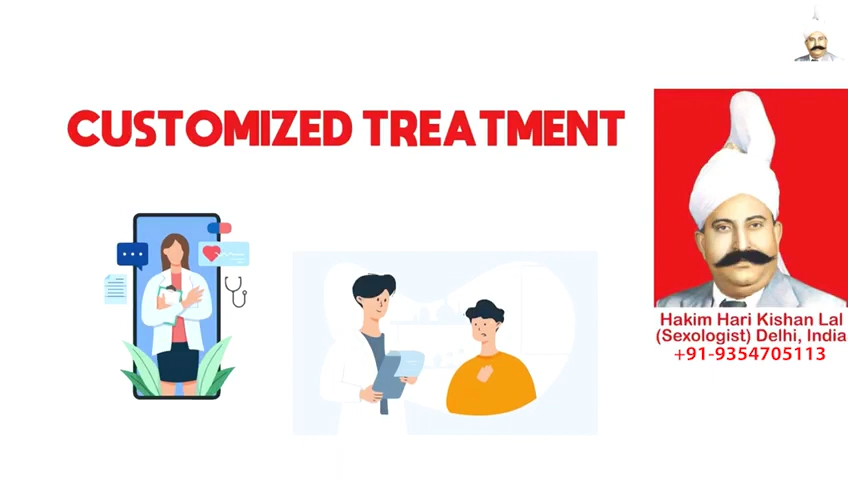 CUSTOMIZED TREATMENT
Hakim Hari Kishan Lal
(Sexologist) Delhi, India
+91-9354705113